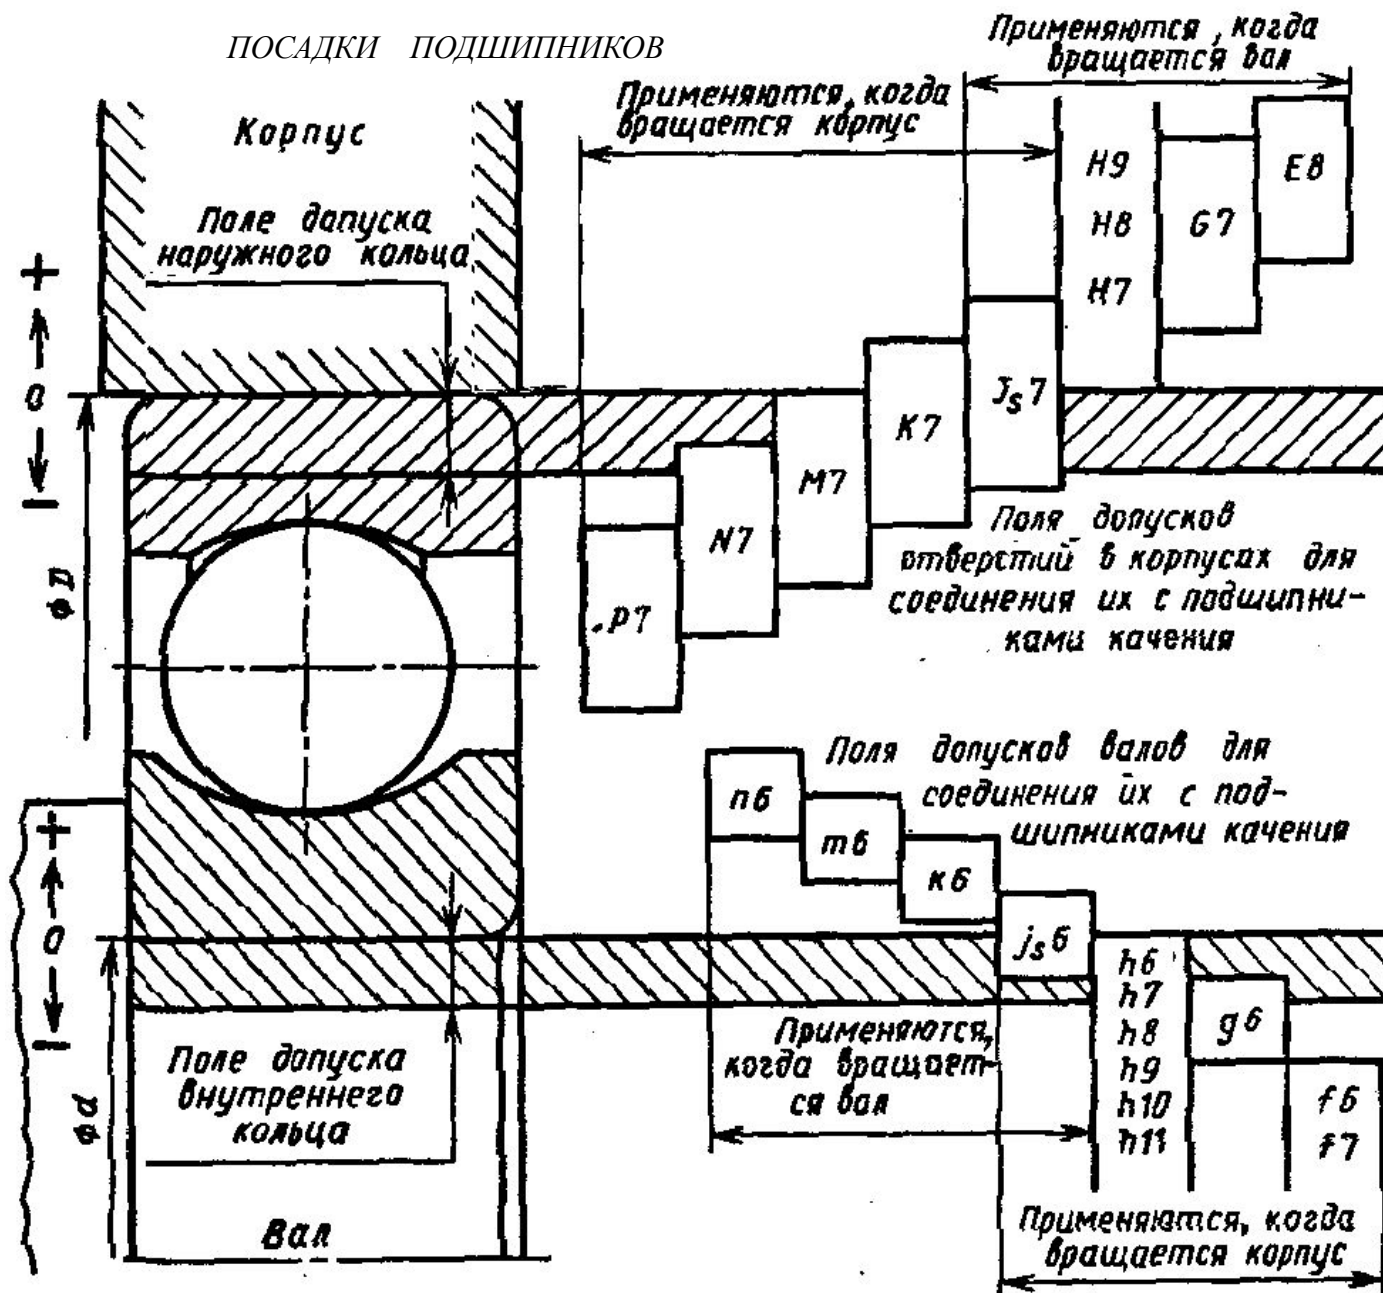 ПОСАДКИ ПОДШИПНИКОВ
Применяются, когда
вращается вал
Применяются, когда
вращается корпус
Корпус
Поле допуска
наружного кольца
H9
H8
H7
G7
E8
+
0
−
Js7
K7
M7
N7
P7
Поля допусков
отверстий в корпусах для
соединения их с подшипни-
ками качения
ϕD
Поля допусков валов для
соединения их с под-
шипниками качения
n6
m6
к6
js6
+
0
−
h6
h7
h8
h9
h10
h11
g6
f6
f7
Применяются,
когда вращает-
ся вал
Поле допуска
внутреннего
кольца
ϕd
Вал
Применяются, когда
вращается корпус